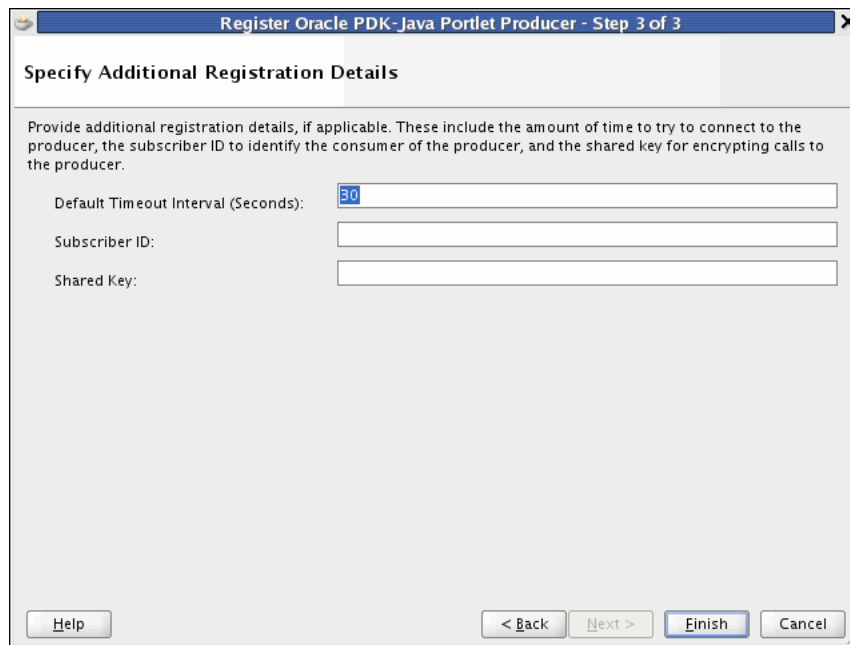 Register Oracle PDK-Java Portlet Producer - Step 3 of 3
Specify Additional Registration Details
Provide additional registration details, if applicable. These include the amount of time to try to connect to the
producer, the subscriber ID to identify the consumer of the producer, and the shared key for encrypting calls to
the producer.
Default Timeout Interval (Seconds): 30
Subscriber ID:
Shared Key:
Help < Back Next > Finish Cancel